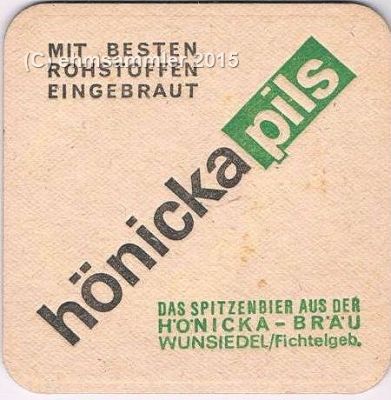 MIT BESTEN
(C) ehmsammler 2015
ROHSTOFFEN
EINGEBRAUT
hönicka pils
DAS SPITZENBIER AUS DER
HÖNICKA-BRÄU
WUNSIEDEL/Fichtelgeb.